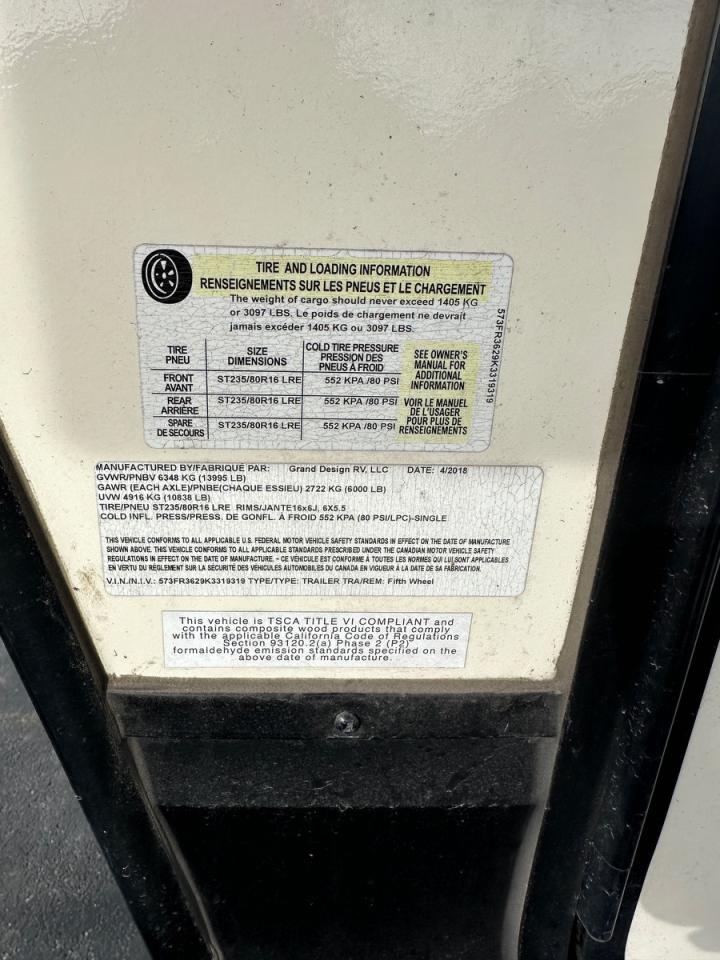 TIRE AND LOADING INFORMATION
RENSEIGNEMENTS SUR LES PNEUS ET LE CHARGEMENT
The weight of cargo should never exceed 1405 KG
or 3097 LBS. Le poids de chargement ne devrait
jamais excéder 1405 KG ou 3097 LBS.
TIRE
PNEU
SIZE
DIMENSIONS
COLD TIRE PRESSURE
PRESSION DES
PNEUS À FROID
SEE OWNER'S
MANUAL FOR
ADDITIONAL
INFORMATION
FRONT
AVANT
ST235/80R16 LRE
552 KPA /80 PSI
REAR
ARRIÈRE
ST235/80R16 LRE
552 KPA /80 PSI
VOIR LE MANUEL
DE L'USAGER
POUR PLUS DE
RENSEIGNEMENTS
SPARE
DE SECOURS
ST235/80R16 LRE
552 KPA /80 PSI
573FR3629K3319319
MANUFACTURED BY/FABRIQUÉ PAR: Grand Design RV, LLC DATE: 4/2018
GVWR/PNBV 6348 KG (13995 LB)
GAWR (EACH AXLE)/PNBE(CHAQUE ESSIEU) 2722 KG (6000 LB)
UVW 4916 KG (10838 LB)
TIRE/PNEU ST235/80R16 LRE RIMS/JANTE16x6J, 6X5.5
COLD INFL. PRESS/PRESS. DE GONFL. À FROID 552 KPA (80 PSI/LPC)-SINGLE
THIS VEHICLE CONFORMS TO ALL APPLICABLE U.S. FEDERAL MOTOR VEHICLE SAFETY STANDARDS IN EFFECT ON THE DATE OF MANUFACTURE
SHOWN ABOVE. THIS VEHICLE CONFORMS TO ALL APPLICABLE STANDARDS PRESCRIBED UNDER THE CANADIAN MOTOR VEHICLE SAFETY
REGULATIONS IN EFFECT ON THE DATE OF MANUFACTURE. - CE VÉHICULE EST CONFORME À TOUTES LES NORMES QUI LUI SONT APPLICABLES
EN VERTU DU RÈGLEMENT SUR LA SÉCURITÉ DES VÉHICULES AUTOMOBILES DU CANADA EN VIGUEUR À LA DATE DE SA FABRICATION.
V.I.N./N.I.V.: 573FR3629K3319319 TYPE/TYPE: TRAILER TRA/REM: Fifth Wheel
This vehicle is TSCA TITLE VI COMPLIANT and
contains composite wood products that comply
with the applicable California Code of Regulations
Section 93120.2(a) Phase 2 (P2)
formaldehyde emission standards specified on the
above date of manufacture.